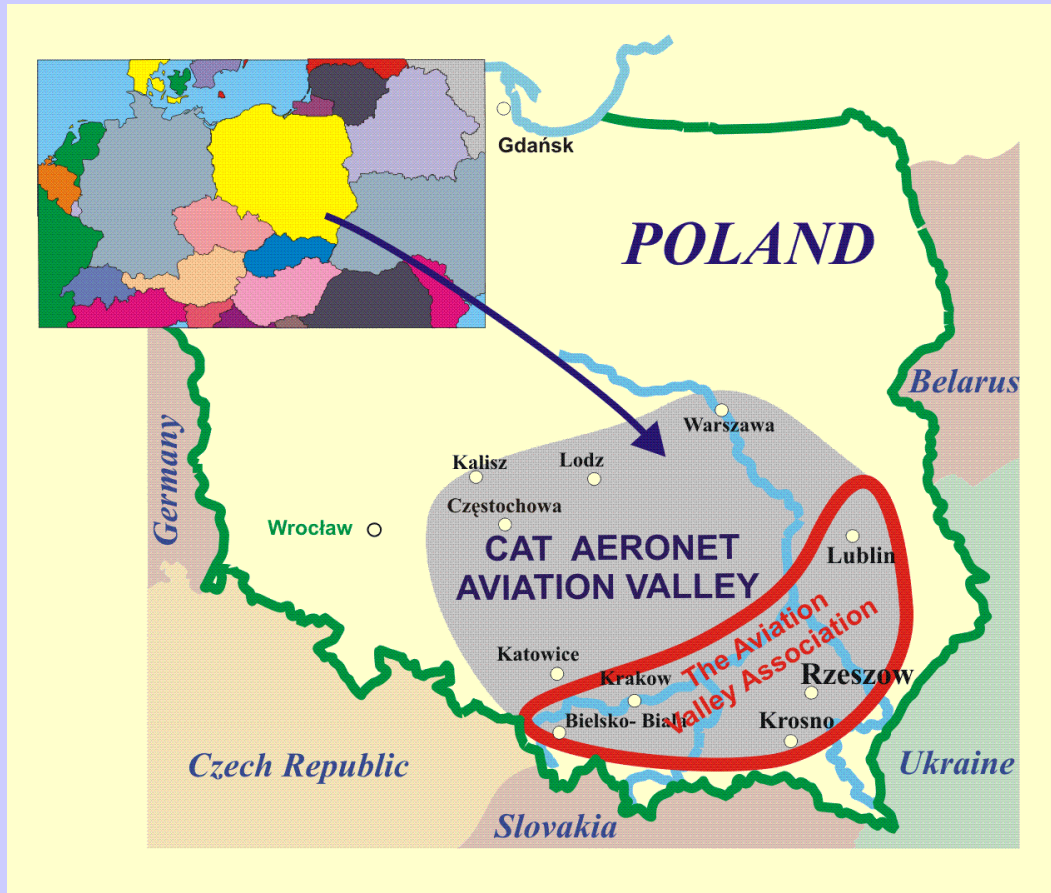 Gdańsk
POLAND
Belarus
Warszawa
Germany
Kalisz
Lodz
Częstochowa
Wrocław
CAT AERONET
AVIATION VALLEY
Lublin
The Aviation
Valley Association
Katowice
Krakow
Rzeszow
Bielsko- Biała
Krosno
Czech Republic
Ukraine
Slovakia